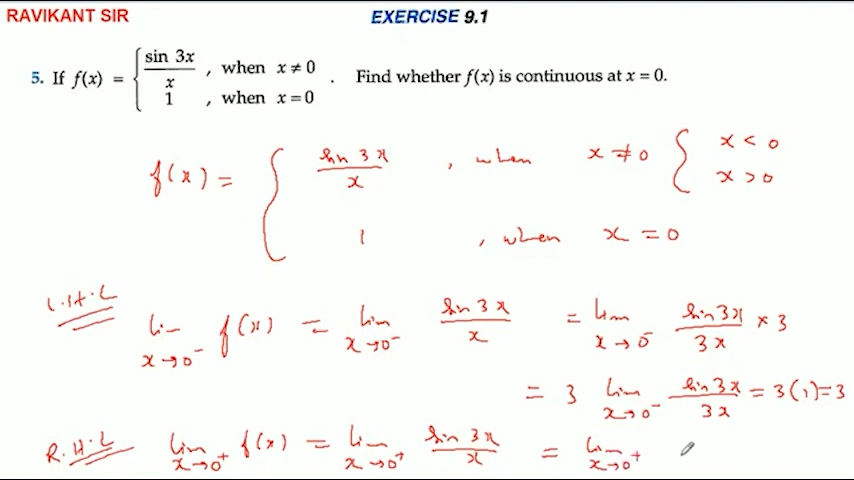 RAVIKANT SIR
EXERCISE 9.1
5. If f(x) = { sin 3x / x , when x ≠ 0
1 , when x = 0 . Find whether f(x) is continuous at x = 0.
f(x) = { sin 3x / x , when x ≠ 0 { x < 0
x > 0
1 , when x = 0
L.H.L
lim x→0⁻ f(x) = lim x→0⁻ sin 3x / x = lim x→0⁻ sin 3x / 3x × 3
= 3 lim x→0⁻ sin 3x / 3x = 3(1) = 3
R.H.L lim x→0⁺ f(x) = lim x→0⁺ sin 3x / x = lim x→0⁺